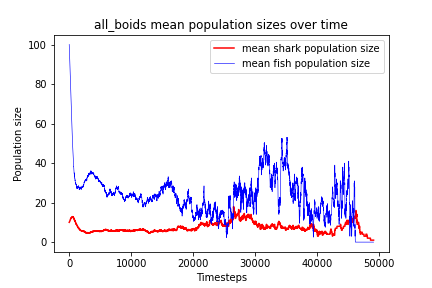 all_boids mean population sizes over time
mean shark population size
mean fish population size
Population size
100
80
60
40
20
0
0
10000
20000
30000
40000
50000
Timesteps